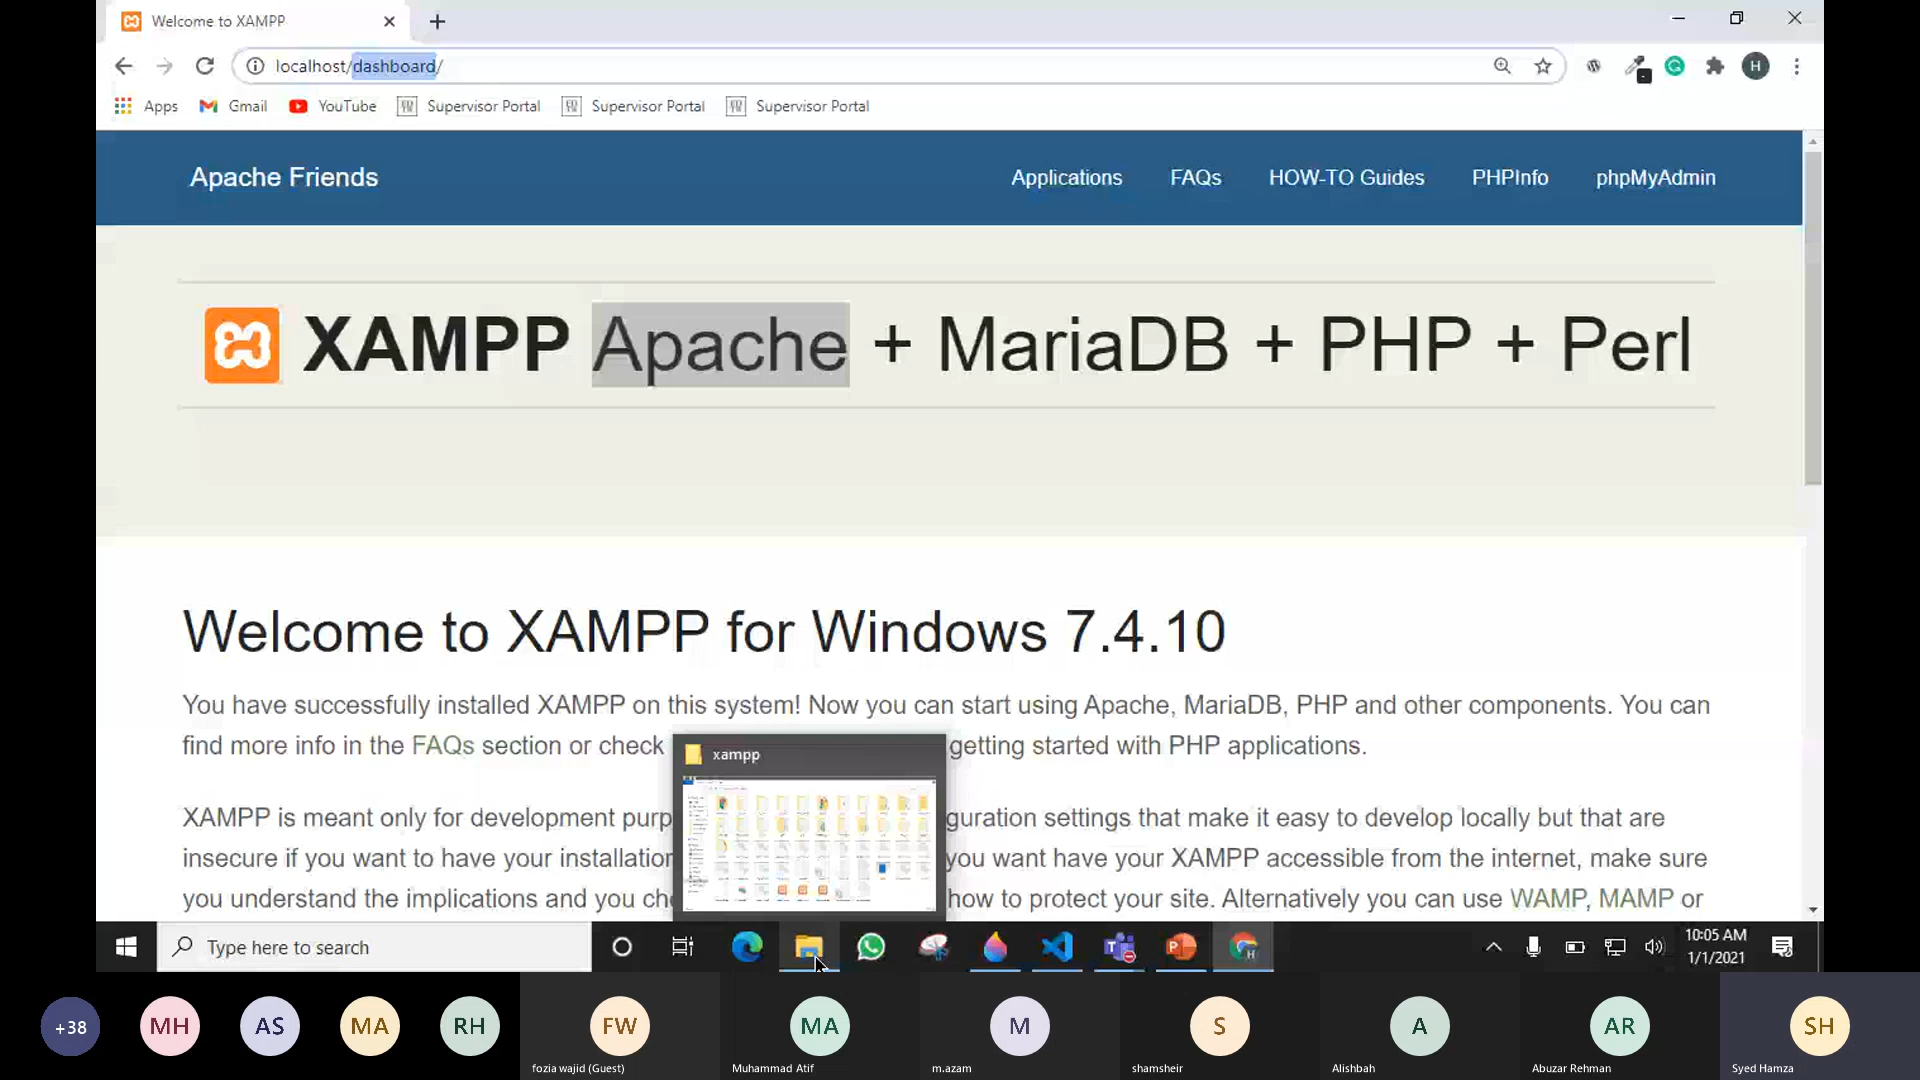 Welcome to XAMPP
localhost/dashboard/
H
Apps Gmail YouTube Supervisor Portal Supervisor Portal Supervisor Portal
Apache Friends Applications FAQs HOW-TO Guides PHPInfo phpMyAdmin
XAMPP Apache + MariaDB + PHP + Perl
Welcome to XAMPP for Windows 7.4.10
You have successfully installed XAMPP on this system! Now you can start using Apache, MariaDB, PHP and other components. You can
find more info in the FAQs section or check getting started with PHP applications.
xampp
XAMPP is meant only for development purp guration settings that make it easy to develop locally but that are
insecure if you want to have your installation you want have your XAMPP accessible from the internet, make sure
you understand the implications and you che how to protect your site. Alternatively you can use WAMP, MAMP or
Type here to search
10:05 AM
1/1/2021
+38 MH AS MA RH FW MA M S A AR SH
fozia wajid (Guest) Muhammad Atif m.azam shamsheir Alishbah Abuzar Rehman Syed Hamza